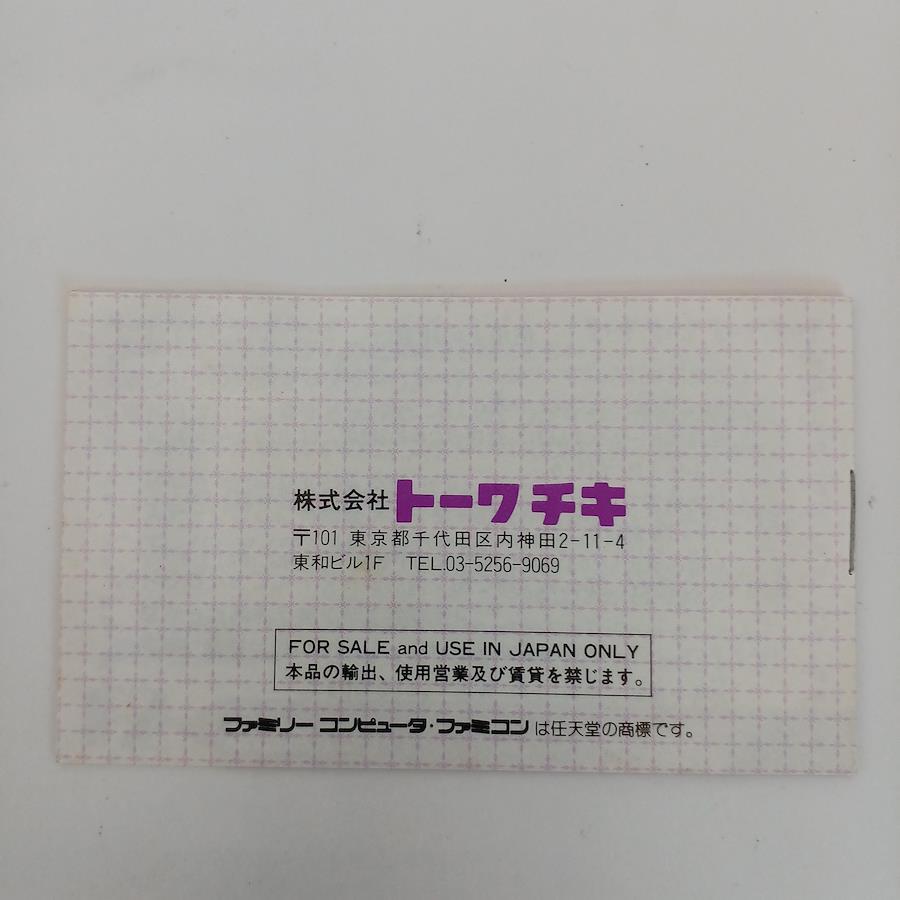 株式会社 トーワチキ
〒101 東京都千代田区内神田2-11-4
東和ビル1F TEL.03-5256-9069
FOR SALE and USE IN JAPAN ONLY
本品の輸出、使用営業及び賃貸を禁じます。
ファミリーコンピュータ・ファミコンは任天堂の商標です。